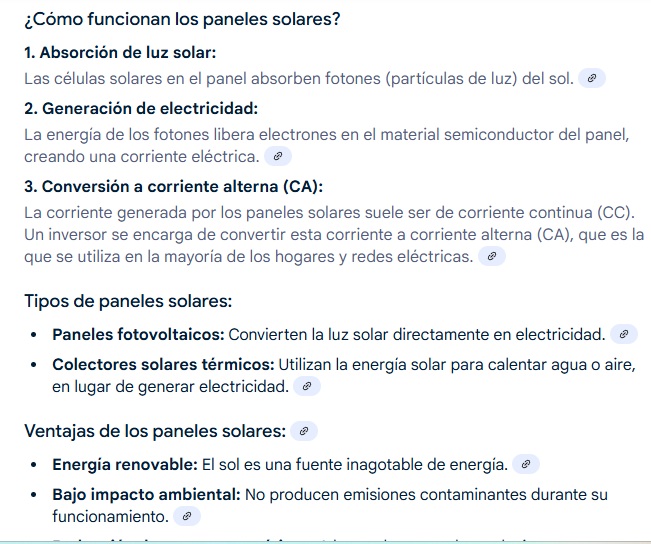 ¿Cómo funcionan los paneles solares?
1. Absorción de luz solar:
Las células solares en el panel absorben fotones (partículas de luz) del sol.
2. Generación de electricidad:
La energía de los fotones libera electrones en el material semiconductor del panel,
creando una corriente eléctrica.
3. Conversión a corriente alterna (CA):
La corriente generada por los paneles solares suele ser de corriente continua (CC).
Un inversor se encarga de convertir esta corriente a corriente alterna (CA), que es la
que se utiliza en la mayoría de los hogares y redes eléctricas.
Tipos de paneles solares:
• Paneles fotovoltaicos: Convierten la luz solar directamente en electricidad.
• Colectores solares térmicos: Utilizan la energía solar para calentar agua o aire,
en lugar de generar electricidad.
Ventajas de los paneles solares:
• Energía renovable: El sol es una fuente inagotable de energía.
• Bajo impacto ambiental: No producen emisiones contaminantes durante su
funcionamiento.